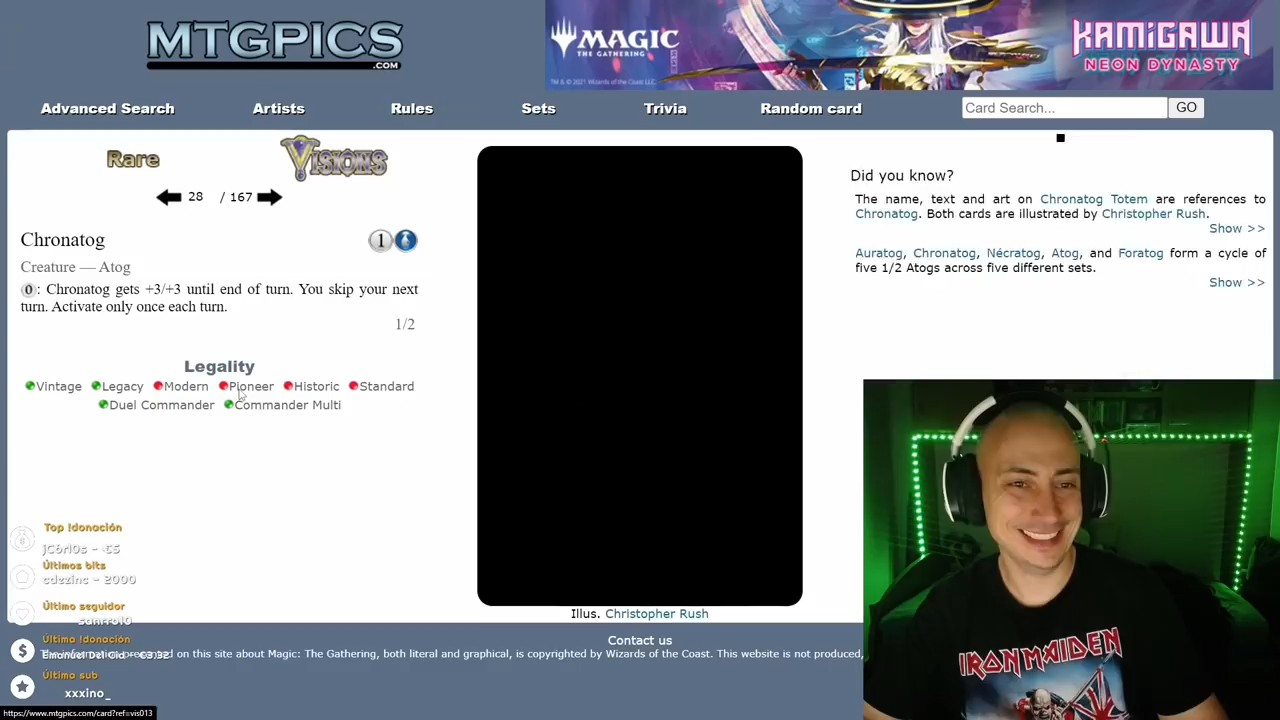 MTGPICS
.COM
MAGIC
THE GATHERING
KAMIGAWA
NEON DYNASTY
Advanced Search
Artists
Rules
Sets
Trivia
Random card
Card Search...
GO
Rare
VISIONS
28 / 167
Chronatog
1
Creature — Atog
0: Chronatog gets +3/+3 until end of turn. You skip your next
turn. Activate only once each turn.
1/2
Legality
Vintage Legacy Modern Pioneer Historic Standard
Duel Commander Commander Multi
Illus. Christopher Rush
Did you know?
The name, text and art on Chronatog Totem are references to
Chronatog. Both cards are illustrated by Christopher Rush.
Show >>
Auratog, Chronatog, Nécratog, Atog, and Foratog form a cycle of
five 1/2 Atogs across five different sets.
Show >>
Top !donación
jC6rl0s - €5
Últimos bits
cdezinc - 2000
Último seguidor
sanrrol0
Última !donación
Última sub
xxxino_
Contact us
on this site about Magic: The Gathering, both literal and graphical, is copyrighted by Wizards of the Coast. This website is not produced,
https://www.mtgpics.com/card?ref=vis013
IRON MAIDEN